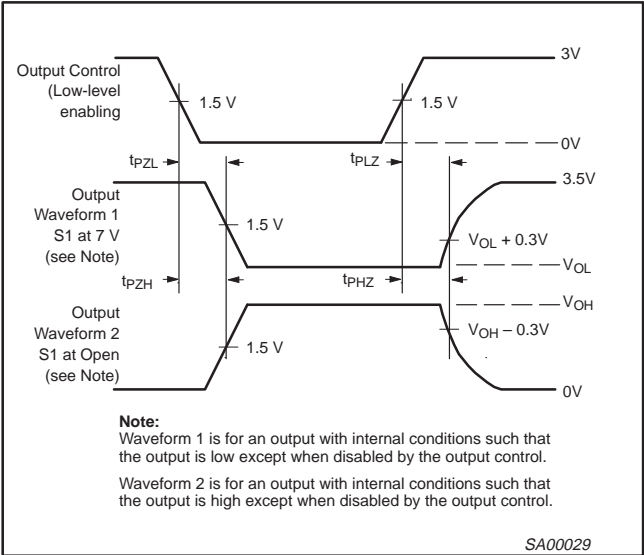 3V
Output Control
(Low-level
enabling
1.5 V
1.5 V
0V
tPZL
tPLZ
3.5V
Output
Waveform 1
S1 at 7 V
(see Note)
1.5 V
VOL + 0.3V
VOL
tPZH
tPHZ
VOH
Output
Waveform 2
S1 at Open
(see Note)
VOH – 0.3V
1.5 V
0V
Note:
Waveform 1 is for an output with internal conditions such that
the output is low except when disabled by the output control.
Waveform 2 is for an output with internal conditions such that
the output is high except when disabled by the output control.
SA00029